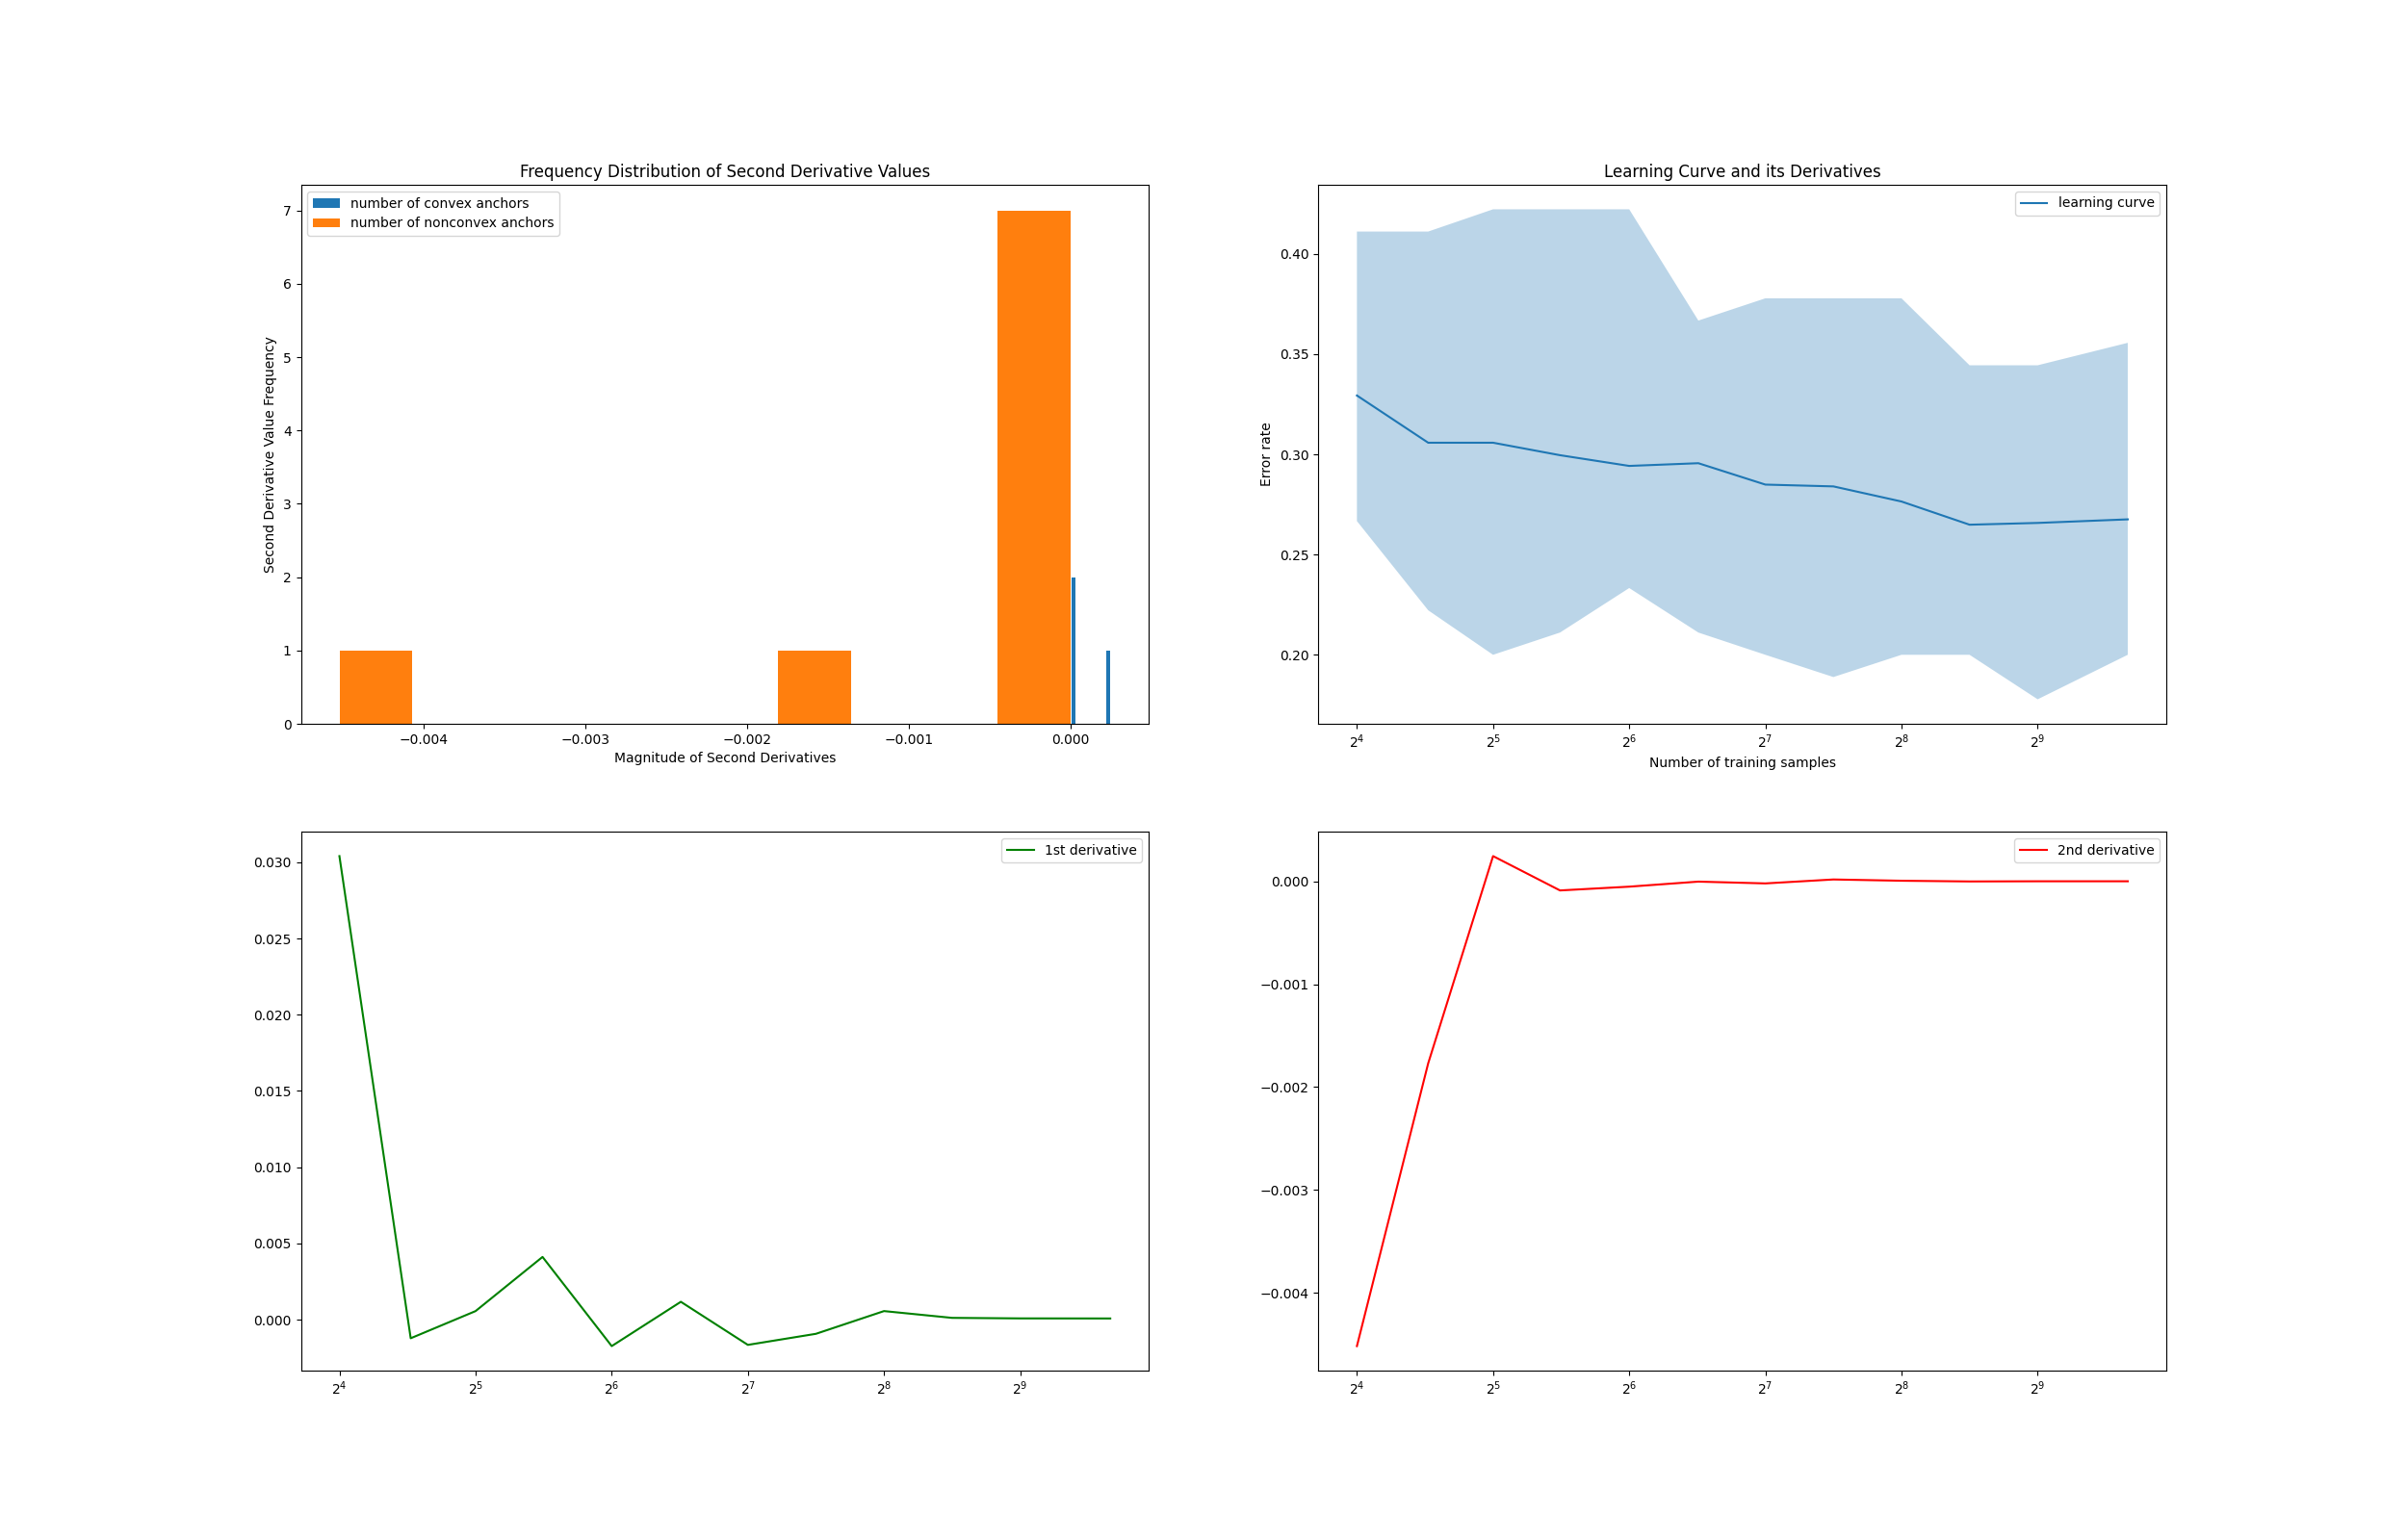 Frequency Distribution of Second Derivative Values
number of convex anchors
number of nonconvex anchors
7
6
5
4
3
2
1
0
Second Derivative Value Frequency
−0.004 −0.003 −0.002 −0.001 0.000
Magnitude of Second Derivatives
Learning Curve and its Derivatives
learning curve
0.40
0.35
0.30
0.25
0.20
Error rate
2⁴ 2⁵ 2⁶ 2⁷ 2⁸ 2⁹
Number of training samples
1st derivative
0.030
0.025
0.020
0.015
0.010
0.005
0.000
2⁴ 2⁵ 2⁶ 2⁷ 2⁸ 2⁹
2nd derivative
0.000
−0.001
−0.002
−0.003
−0.004
2⁴ 2⁵ 2⁶ 2⁷ 2⁸ 2⁹